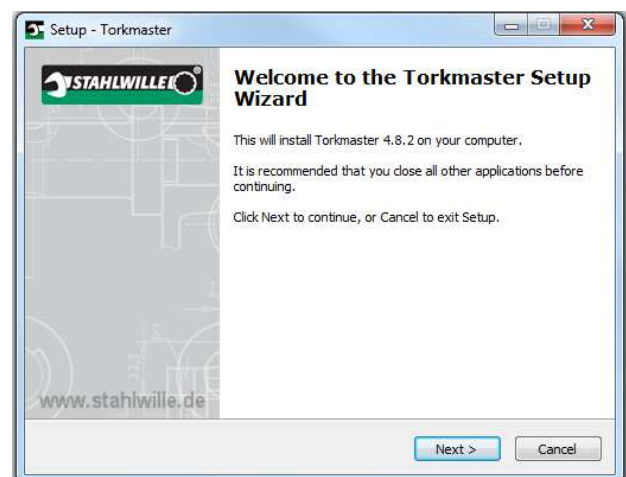 Setup - Torkmaster
STAHLWILLE
Welcome to the Torkmaster Setup
Wizard
This will install Torkmaster 4.8.2 on your computer.
It is recommended that you close all other applications before
continuing.
Click Next to continue, or Cancel to exit Setup.
www.stahlwille.de
Next >
Cancel